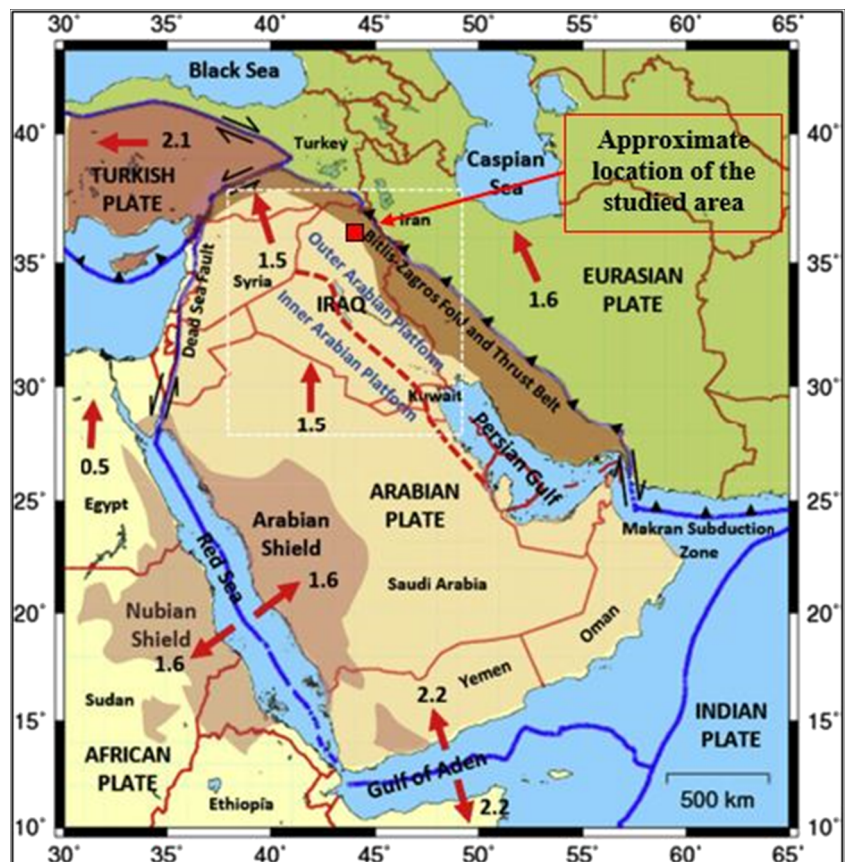 30° 35° 40° 45° 50° 55° 60° 65°
Black Sea
40°
40°
2.1
Turkey
TURKISH
PLATE
Caspian
Sea
Approximate
location of the
studied area
Iran
1.5
Syria
35°
35°
Dead Sea Fault
Outer Arabian Platform
IRAQ
Inner Arabian Platform
Bitlis-Zagros Fold and Thrust Belt
1.6
EURASIAN
PLATE
30°
30°
1.5
Kuwait
Persian Gulf
0.5
Egypt
25°
25°
ARABIAN
PLATE
Arabian
Shield
Makran Subduction
Zone
Red Sea
1.6
Saudi Arabia
20°
20°
Nubian
Shield
1.6
Oman
Yemen
2.2
Sudan
15°
15°
INDIAN
PLATE
AFRICAN
PLATE
Gulf of Aden
500 km
Ethiopia
2.2
10°
10°
30° 35° 40° 45° 50° 55° 60° 65°